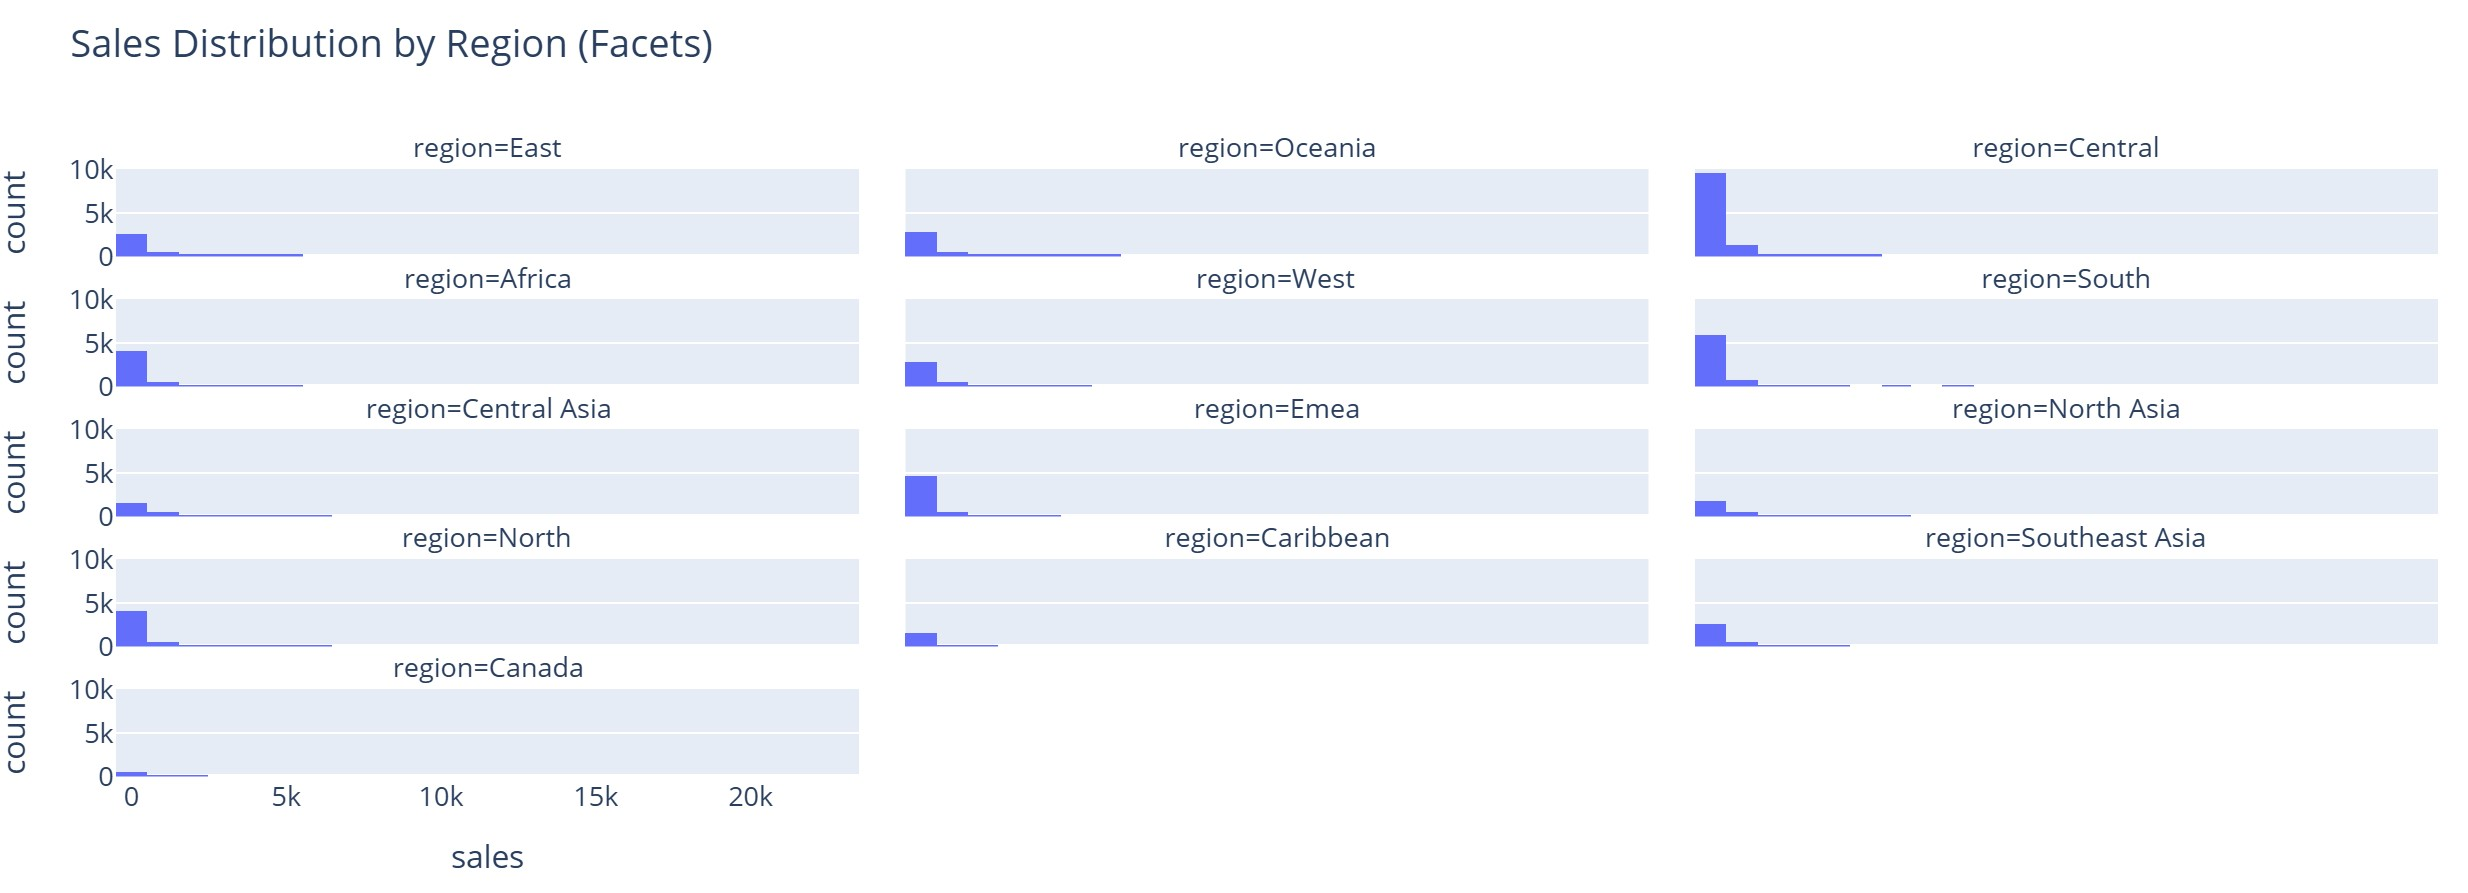 Sales Distribution by Region (Facets)
region=East
region=Oceania
region=Central
count
10k
5k
0
region=Africa
region=West
region=South
count
10k
5k
0
region=Central Asia
region=Emea
region=North Asia
count
10k
5k
0
region=North
region=Caribbean
region=Southeast Asia
count
10k
5k
0
region=Canada
count
10k
5k
0
0 5k 10k 15k 20k
sales